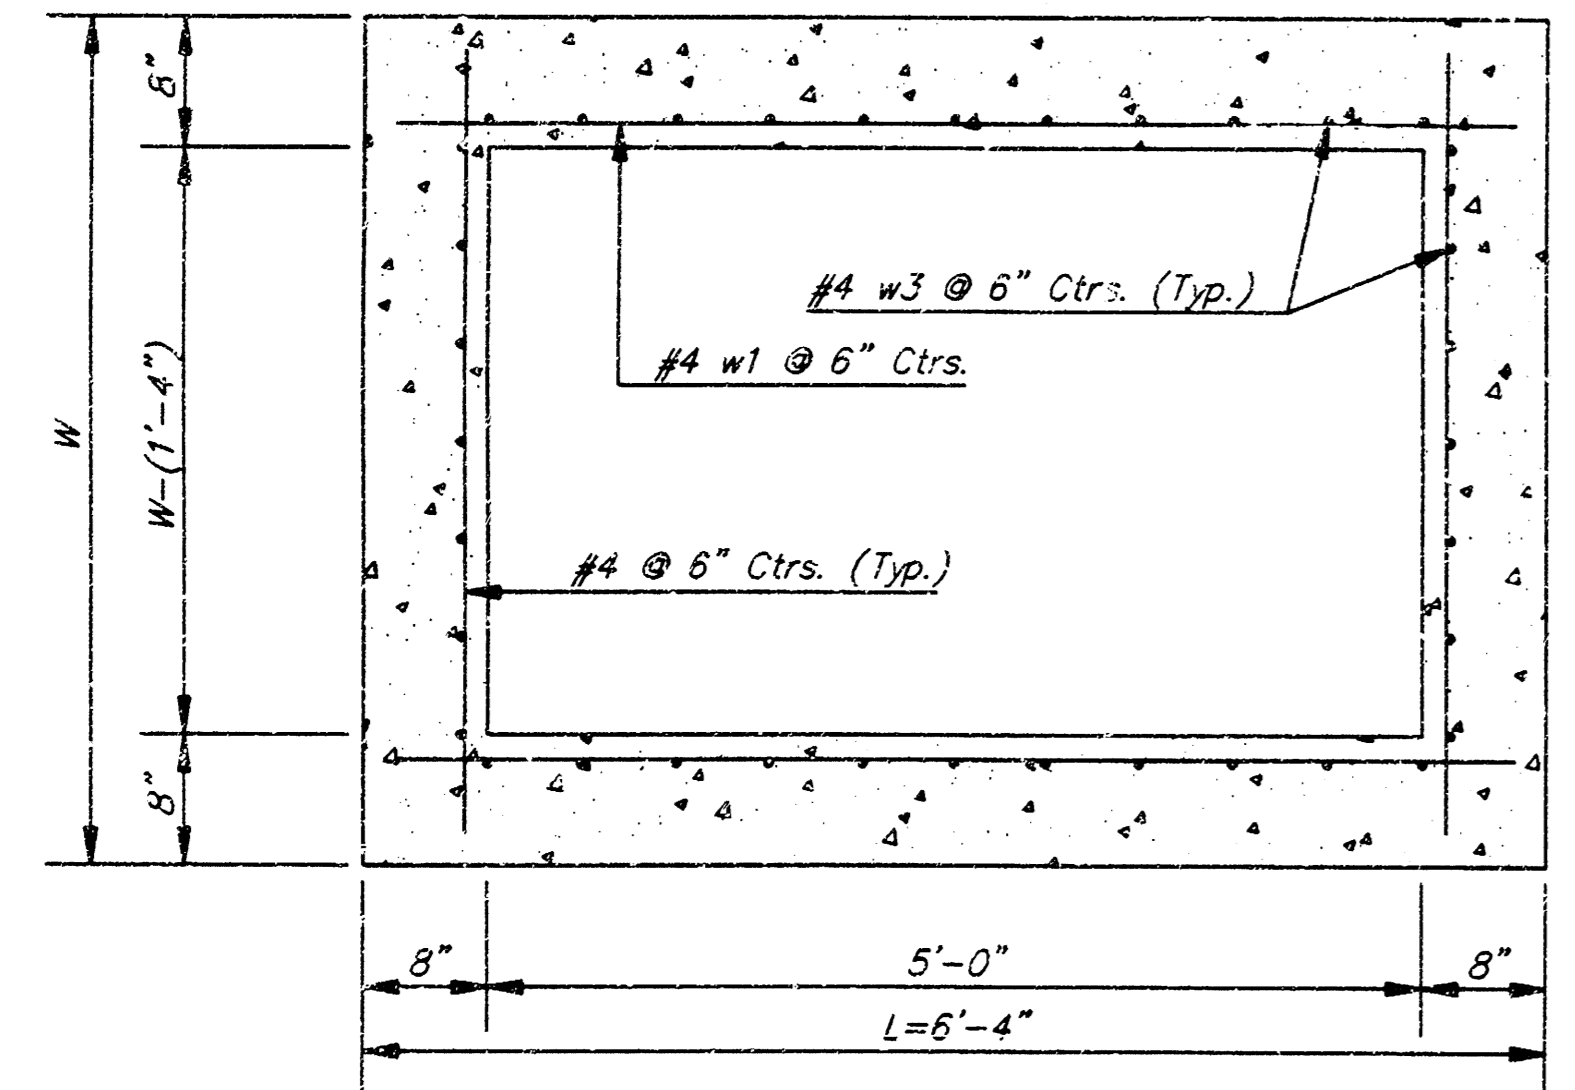 8"
#4 w3 @ 6" Ctrs. (Typ.)
#4 w1 @ 6" Ctrs.
W
W-(1'-4")
#4 @ 6" Ctrs. (Typ.)
8"
8"
5'-0"
8"
L=6'-4"